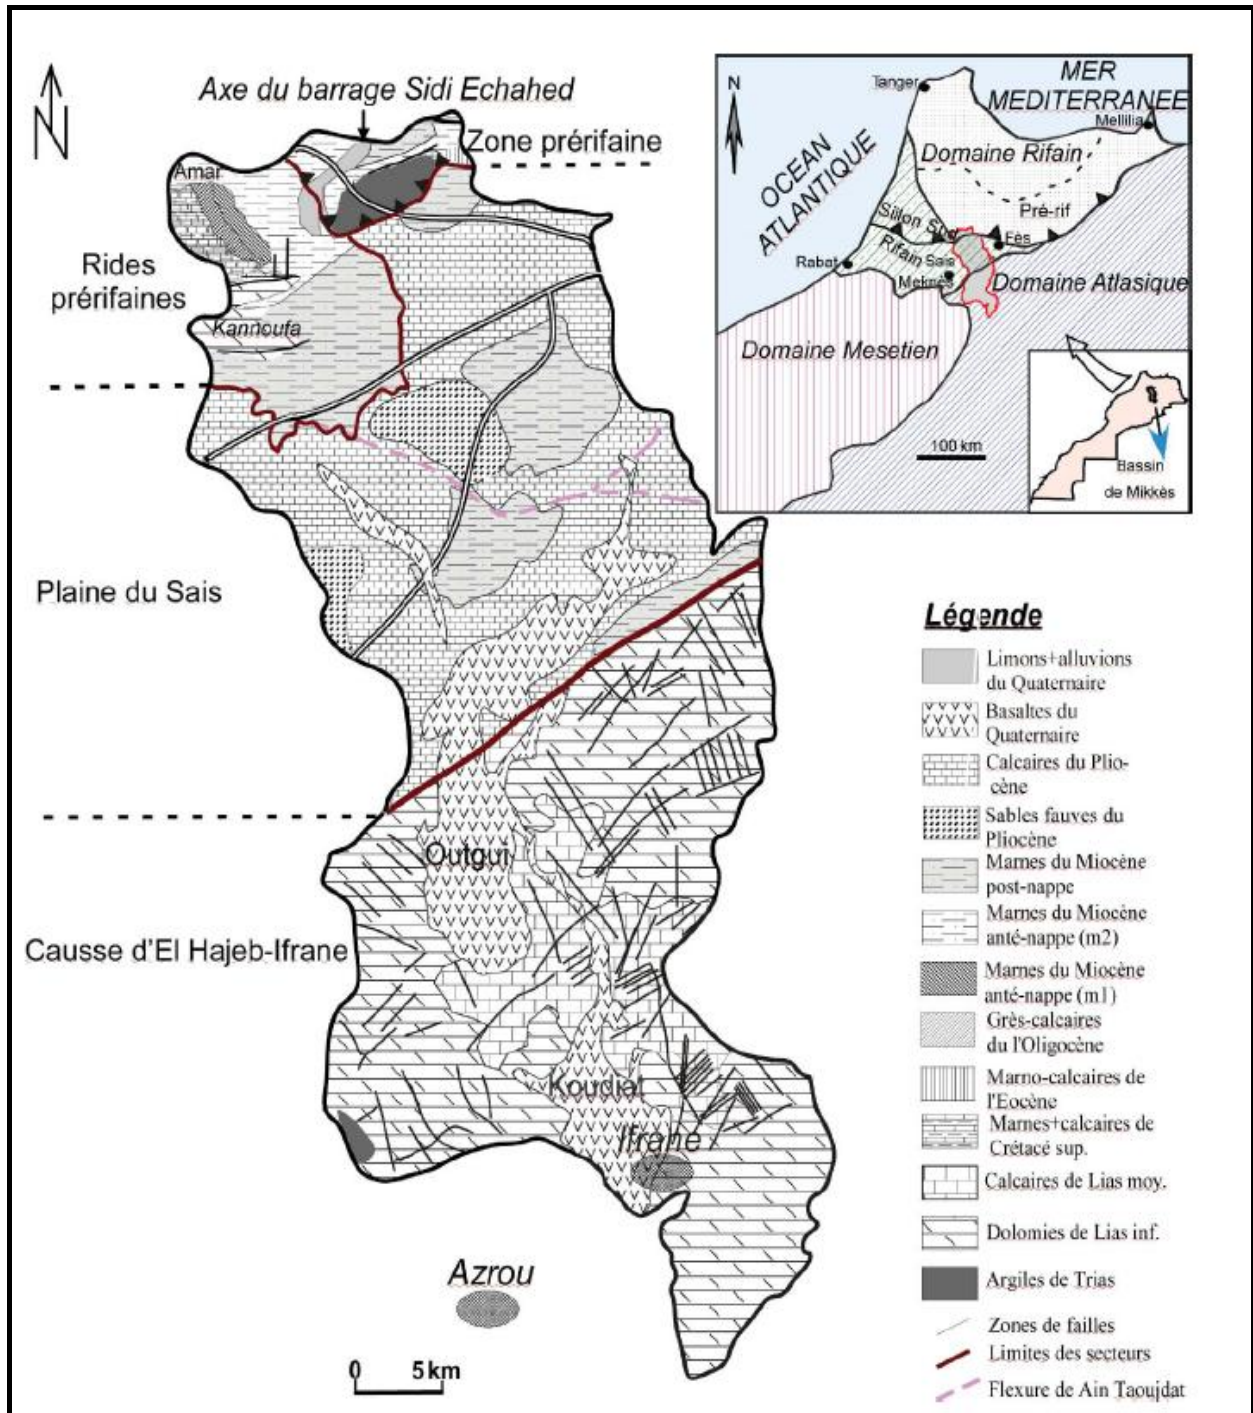 N
Axe du barrage Sidi Echahed
Zone prérifaine
Amar
Rides
prérifaines
Kannoufa
Plaine du Sais
Outgui
Causse d'El Hajeb-Ifrane
Koudiat
Ifrane
Azrou
0 5 km
N
Tanger
MER
MEDITERRANEE
Mellilia
OCEAN
ATLANTIQUE
Domaine Rifain
Pré-rif
Sillon Sud
Rifain
Fès
Sais
Rabat
Meknès
Domaine Atlasique
Domaine Mesetien
100 km
Bassin
de Mikkès
Légende
Limons+alluvions
du Quaternaire
Basaltes du
Quaternaire
Calcaires du Plio-
cène
Sables fauves du
Pliocène
Marnes du Miocène
post-nappe
Marnes du Miocène
anté-nappe (m2)
Marnes du Miocène
anté-nappe (m1)
Grès-calcaires
du l'Oligocène
Marno-calcaires de
l'Eocène
Marnes+calcaires de
Crétacé sup.
Calcaires de Lias moy.
Dolomies de Lias inf.
Argiles de Trias
Zones de failles
Limites des secteurs
Flexure de Ain Taoujdat